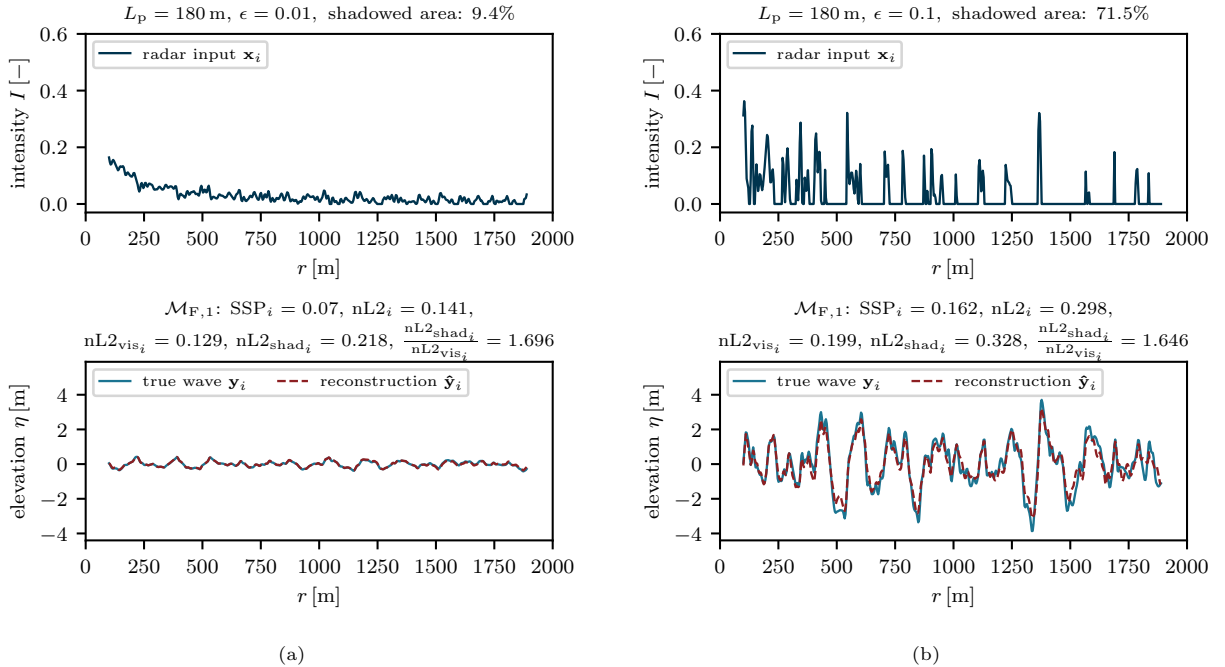 L_p = 180 m, ϵ = 0.01, shadowed area: 9.4%
radar input x_i
intensity I [−]
0.6
0.4
0.2
0.0
0 250 500 750 1000 1250 1500 1750 2000
r [m]
M_F,1: SSP_i = 0.07, nL2_i = 0.141,
nL2_vis_i = 0.129, nL2_shad_i = 0.218, nL2_shad_i/nL2_vis_i = 1.696
true wave y_i reconstruction ŷ_i
elevation η [m]
4
2
0
−2
−4
0 250 500 750 1000 1250 1500 1750 2000
r [m]
(a)
L_p = 180 m, ϵ = 0.1, shadowed area: 71.5%
radar input x_i
intensity I [−]
0.6
0.4
0.2
0.0
0 250 500 750 1000 1250 1500 1750 2000
r [m]
M_F,1: SSP_i = 0.162, nL2_i = 0.298,
nL2_vis_i = 0.199, nL2_shad_i = 0.328, nL2_shad_i/nL2_vis_i = 1.646
true wave y_i reconstruction ŷ_i
elevation η [m]
4
2
0
−2
−4
0 250 500 750 1000 1250 1500 1750 2000
r [m]
(b)